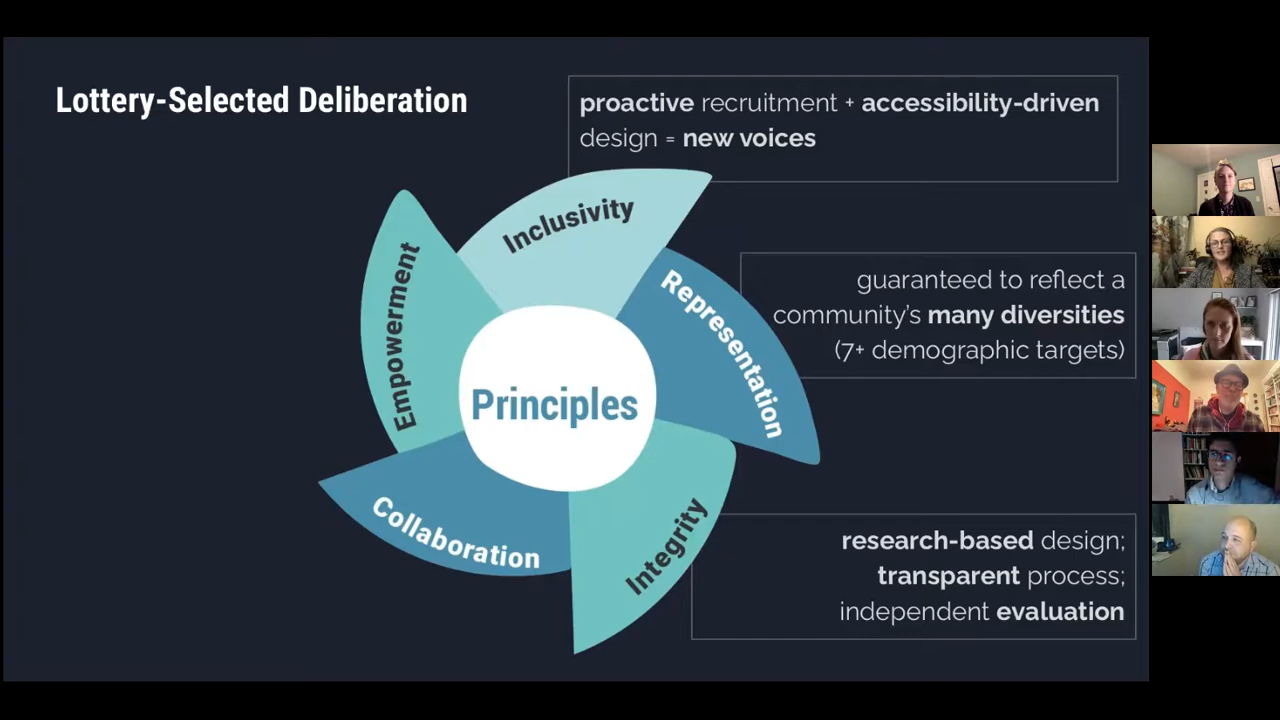 Lottery-Selected Deliberation
proactive recruitment + accessibility-driven
design = new voices
Inclusivity
Representation
guaranteed to reflect a
community's many diversities
(7+ demographic targets)
Empowerment
Principles
Collaboration
Integrity
research-based design;
transparent process;
independent evaluation